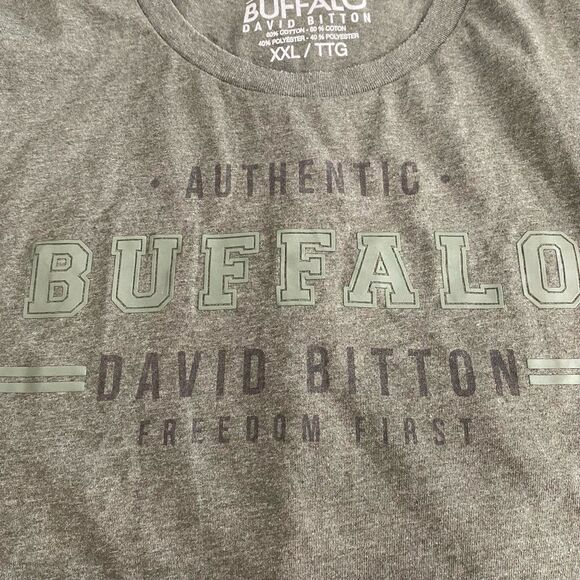 BUFFALO
DAVID BITTON
60% COTTON - 60 % COTON
40% POLYESTER - 40 % POLYESTER
XXL / TTG
• AUTHENTIC •
BUFFALO
DAVID BITTON
FREEDOM FIRST